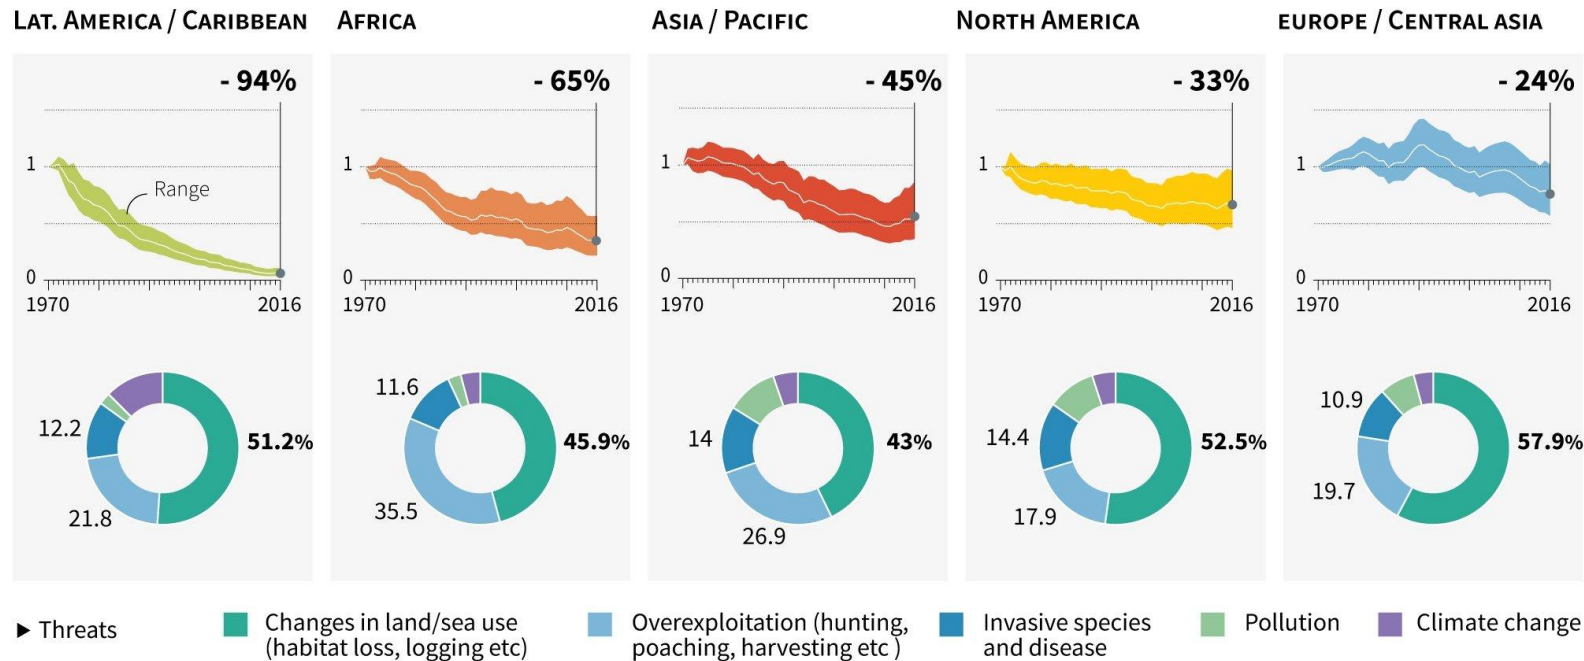 LAT. AMERICA / CARIBBEAN
- 94%
1
Range
0
1970 2016
12.2
51.2%
21.8
AFRICA
- 65%
1
0
1970 2016
11.6
45.9%
35.5
ASIA / PACIFIC
- 45%
1
0
1970 2016
14
43%
26.9
NORTH AMERICA
- 33%
1
0
1970 2016
14.4
52.5%
17.9
EUROPE / CENTRAL ASIA
- 24%
1
0
1970 2016
10.9
57.9%
19.7
Threats
Changes in land/sea use
(habitat loss, logging etc)
Overexploitation (hunting,
poaching, harvesting etc )
Invasive species
and disease
Pollution
Climate change